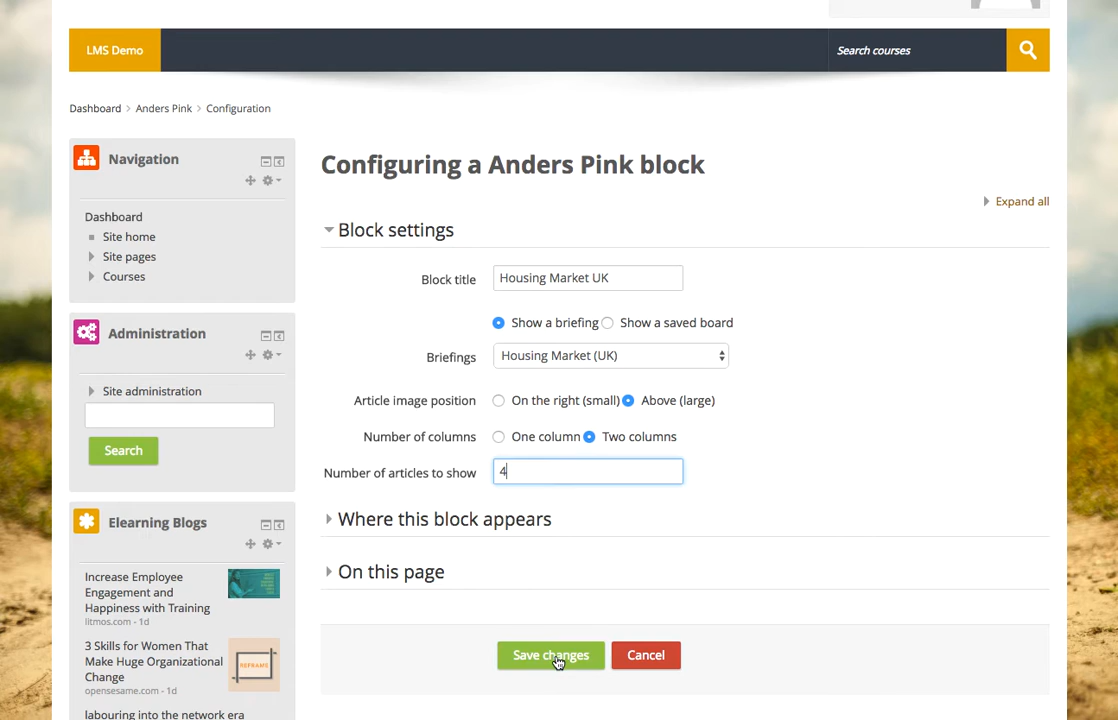 LMS Demo
Search courses
Dashboard > Anders Pink > Configuration
Navigation
Dashboard
Site home
Site pages
Courses
Administration
Site administration
Search
Elearning Blogs
Increase Employee
Engagement and
Happiness with Training
litmos.com - 1d
3 Skills for Women That
Make Huge Organizational
Change
opensesame.com - 1d
REFRAME
labouring into the network era
Configuring a Anders Pink block
Expand all
Block settings
Block title Housing Market UK
Show a briefing Show a saved board
Briefings Housing Market (UK)
Article image position On the right (small) Above (large)
Number of columns One column Two columns
Number of articles to show 4
Where this block appears
On this page
Save changes Cancel